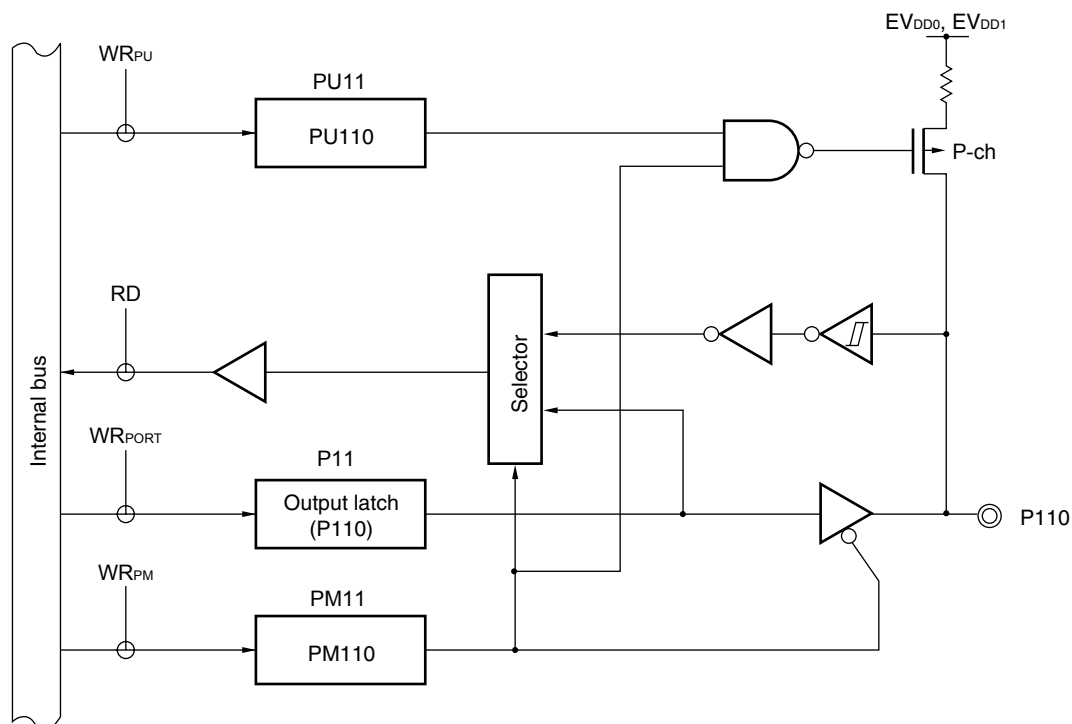 EVDD0, EVDD1
WRPU
PU11
PU110
P-ch
RD
Selector
Internal bus
WRPORT
P11
Output latch
(P110)
P110
WRPM
PM11
PM110